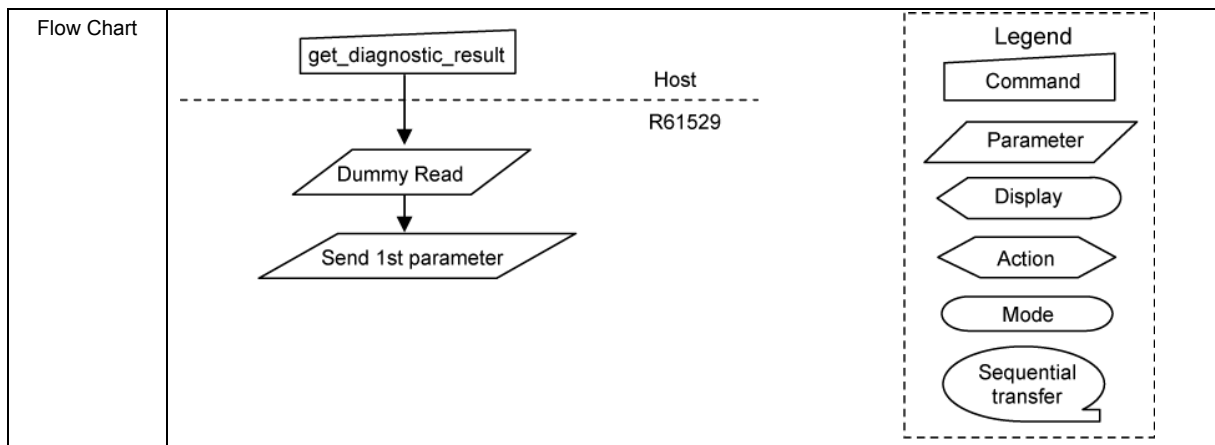 Flow Chart
get_diagnostic_result
Host
R61529
Dummy Read
Send 1st parameter
Legend
Command
Parameter
Display
Action
Mode
Sequential
transfer